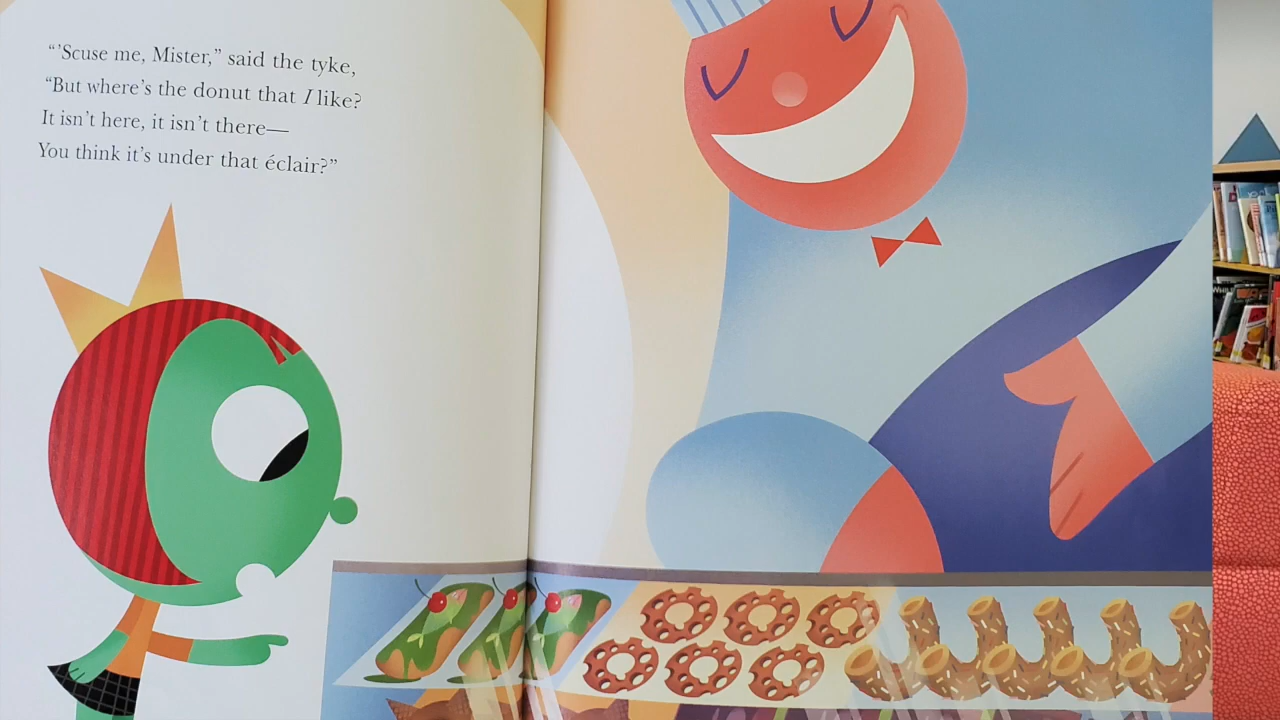 “’Scuse me, Mister,” said the tyke,
“But where’s the donut that I like?
It isn’t here, it isn’t there—
You think it’s under that éclair?”